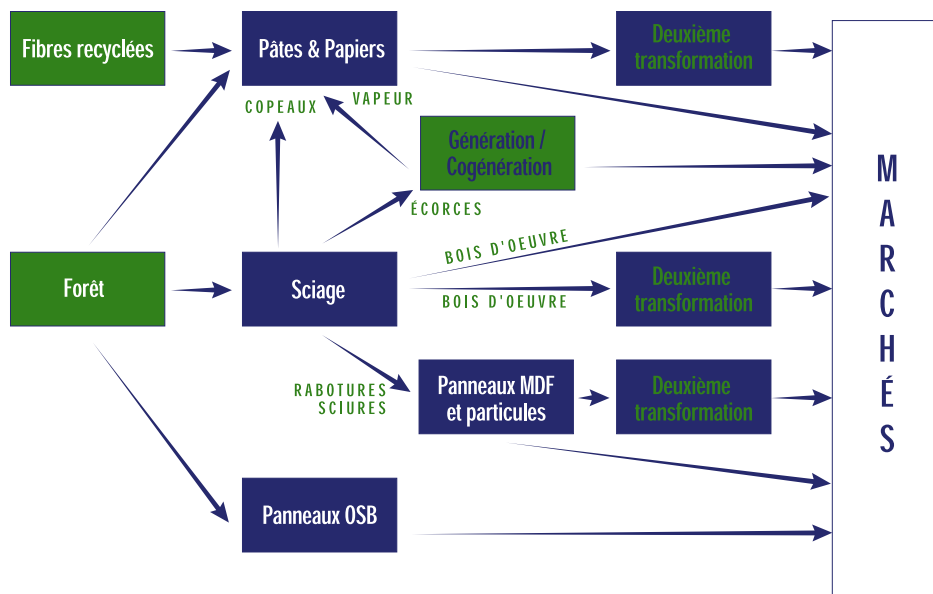 Fibres recyclées
Pâtes & Papiers
Deuxième
transformation
COPEAUX
VAPEUR
Génération /
Cogénération
ÉCORCES
BOIS D'OEUVRE
Forêt
Sciage
BOIS D'OEUVRE
Deuxième
transformation
RABOTURES
SCIURES
Panneaux MDF
et particules
Deuxième
transformation
Panneaux OSB
MARCHÉS